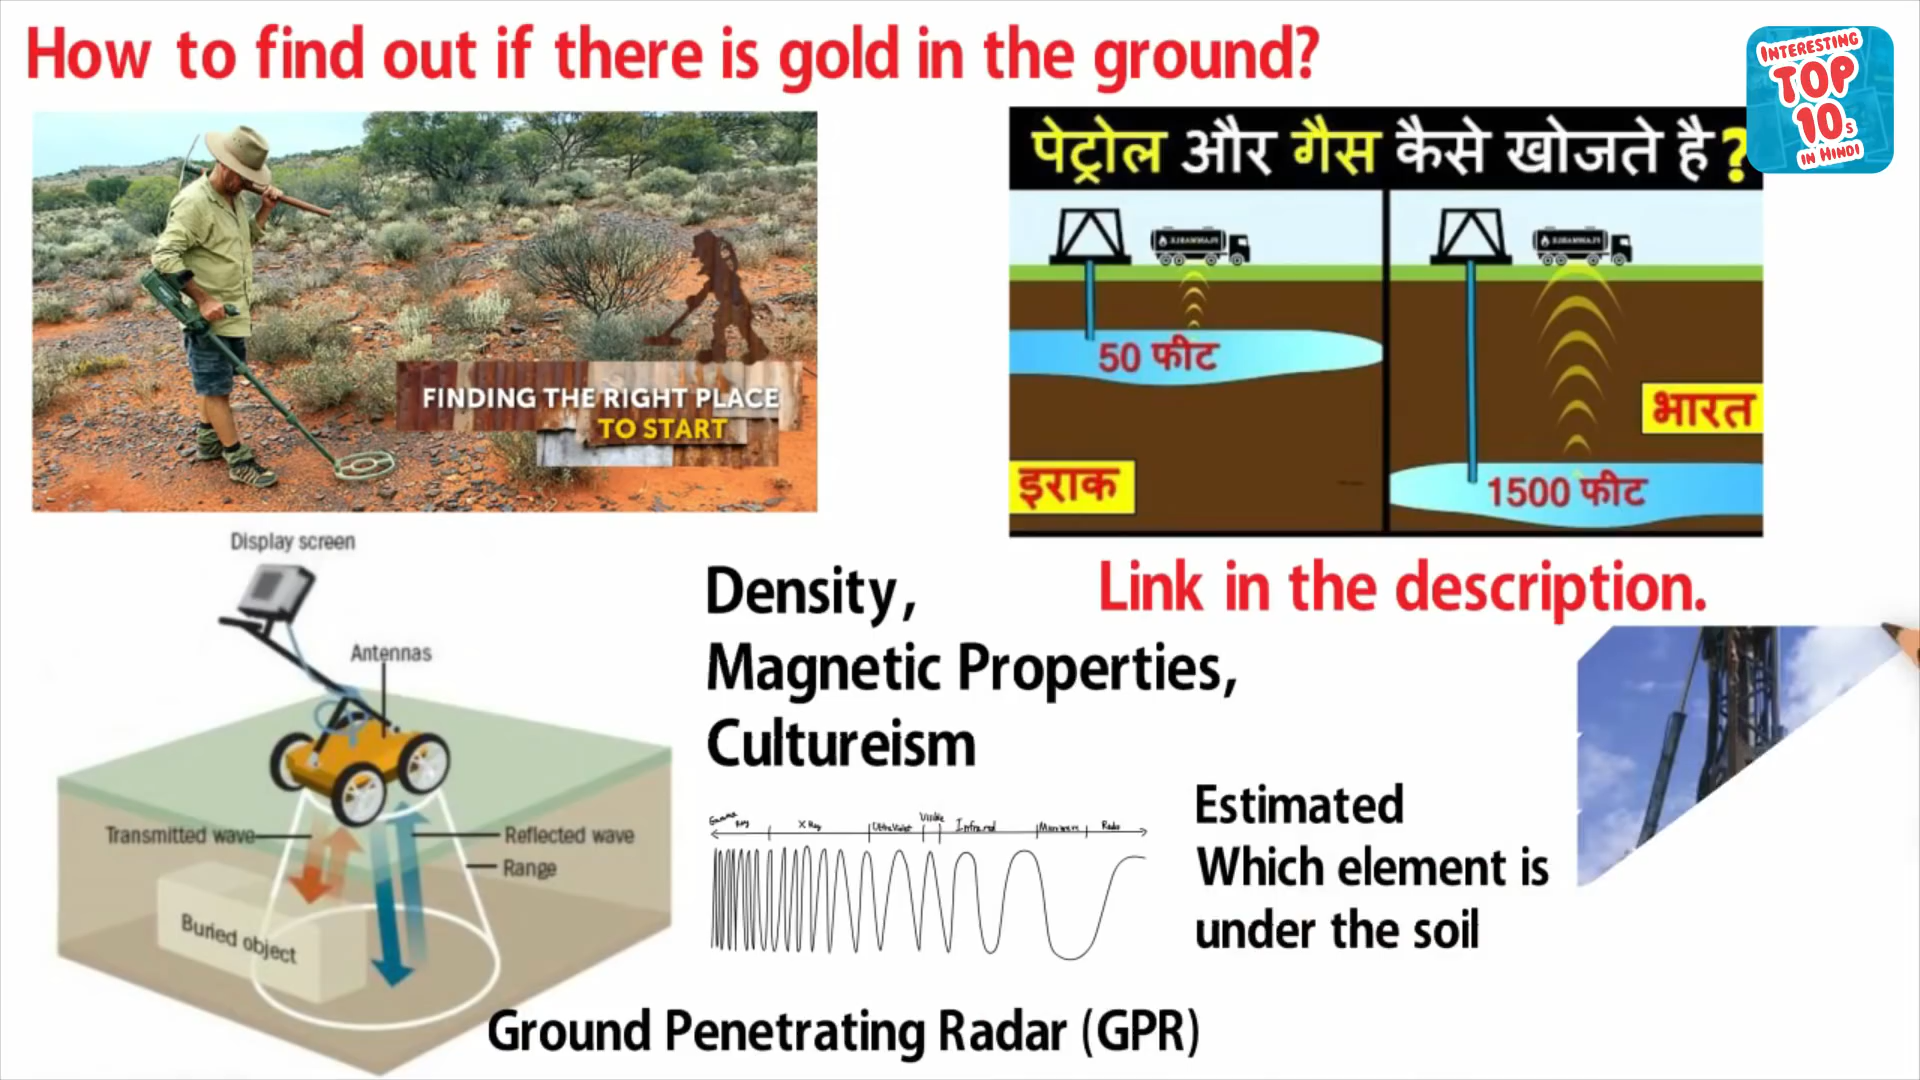 How to find out if there is gold in the ground?
INTERESTING
TOP
10s
IN HINDI
पेट्रोल और गैस कैसे खोजते है?
FINDING THE RIGHT PLACE
TO START
50 फीट
इराक
भारत
1500 फीट
Link in the description.
Display screen
Antennas
Transmitted wave
Reflected wave
Range
Buried object
Density,
Magnetic Properties,
Cultureism
Gamma Ray
X Ray
UltraViolet
Visible
Infrared
Radio
Estimated
Which element is
under the soil
Ground Penetrating Radar (GPR)